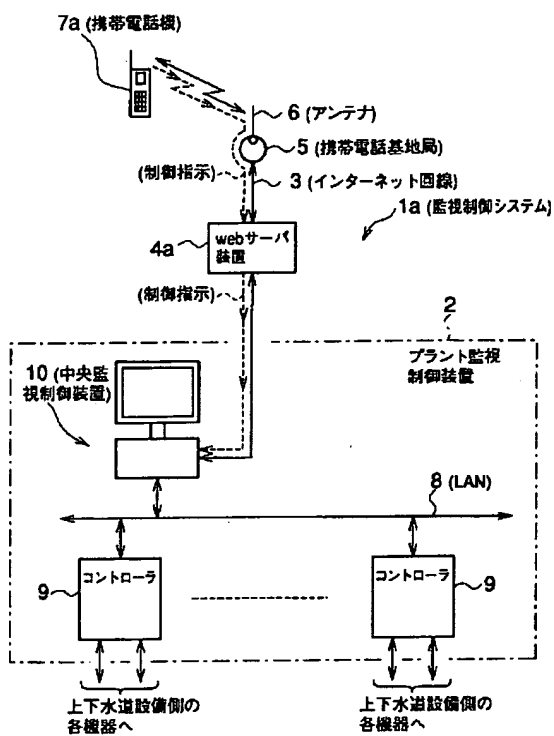 7a (携帯電話機)
6 (アンテナ)
5 (携帯電話基地局)
(制御指示)
3 (インターネット回線)
1a (監視制御システム)
4a
webサーバ
装置
(制御指示)
2
プラント監視
制御装置
10 (中央監
視制御装置)
8 (LAN)
9
コントローラ
コントローラ
9
上下水道設備側の
各機器へ
上下水道設備側の
各機器へ